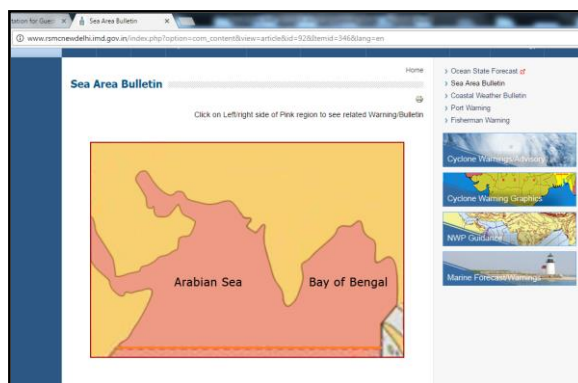 tation for Gues
Sea Area Bulletin
www.rsmcnewdelhi.imd.gov.in/index.php?option=com_content&view=article&id=92&Itemid=346&lang=en
Home
Sea Area Bulletin
Click on Left/right side of Pink region to see related Warning/Bulletin
Arabian Sea
Bay of Bengal
Ocean State Forecast
Sea Area Bulletin
Coastal Weather Bulletin
Port Warning
Fisherman Warning
Cyclone Warnings/Advisory
Cyclone Warning Graphics
NWP Guidance
Marine Forecast/Warnings